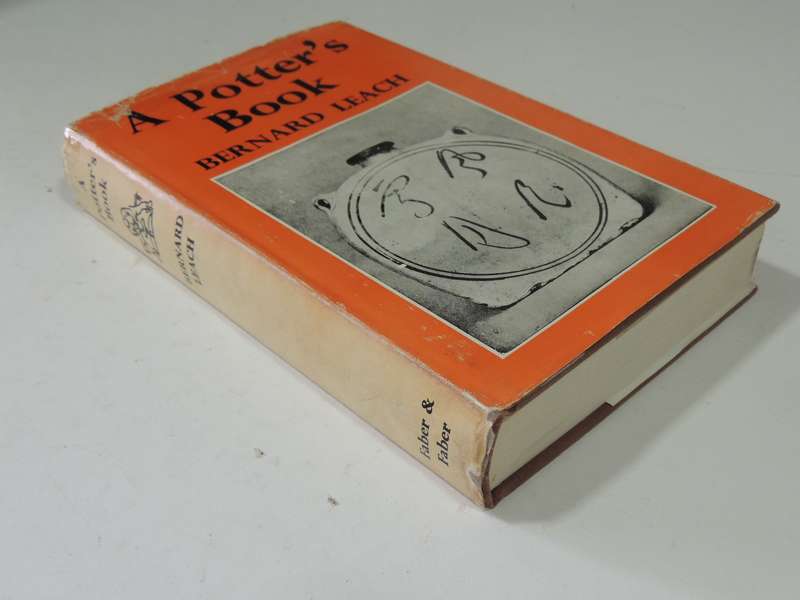 A Potter's
Book
BERNARD LEACH
A
Potter's
Book
BERNARD
LEACH
Faber &
Faber